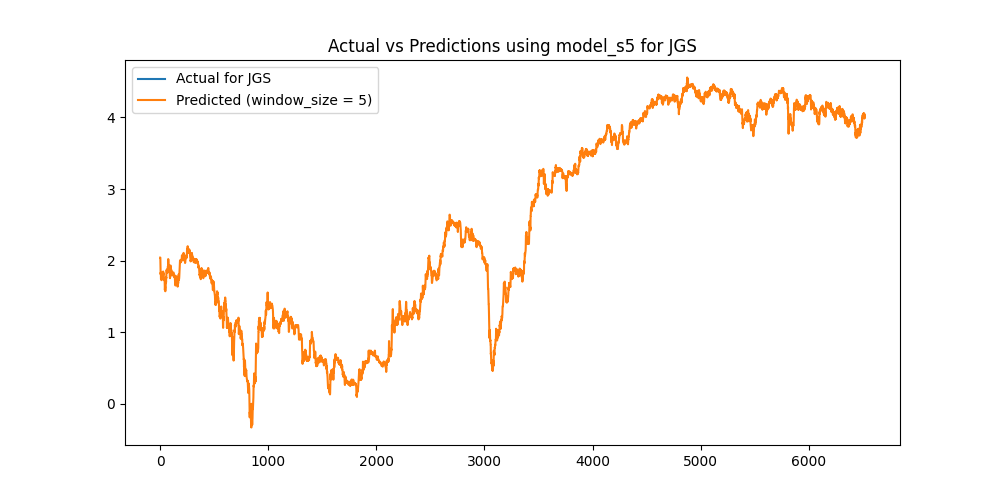 Actual vs Predictions using model_s5 for JGS
Actual for JGS
Predicted (window_size = 5)
4
3
2
1
0
0 1000 2000 3000 4000 5000 6000